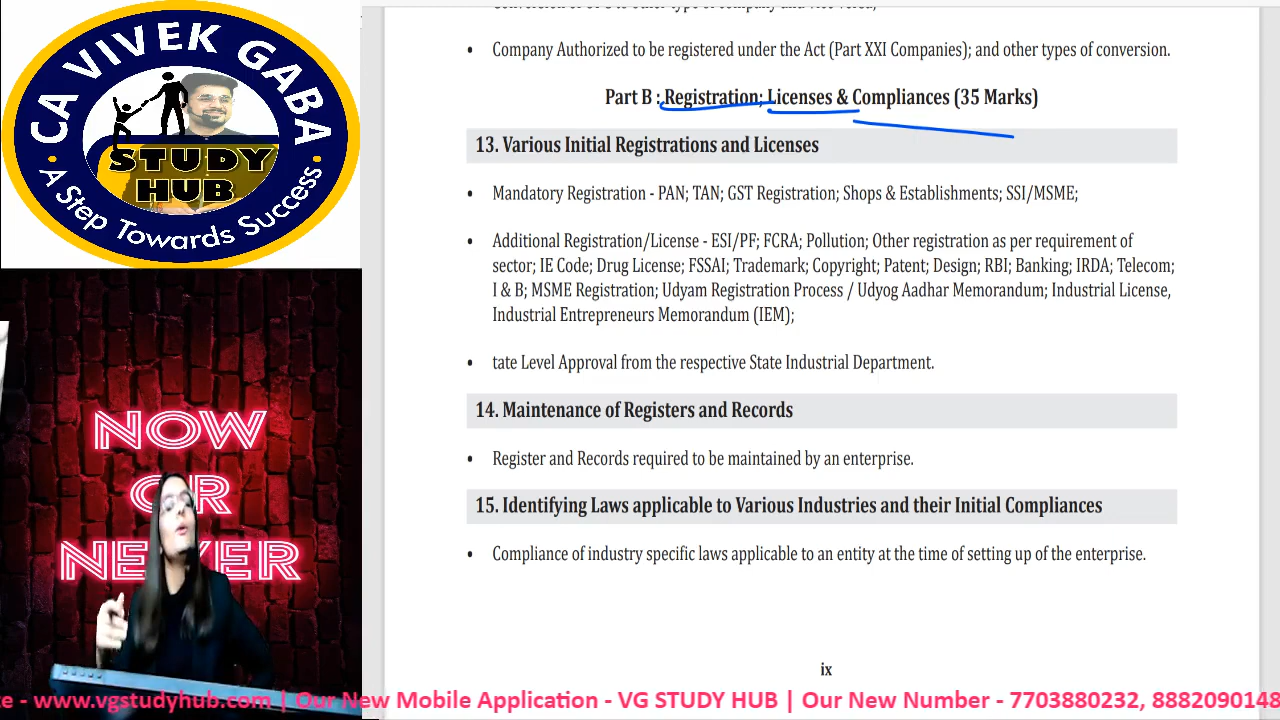 CA VIVEK GABA
STUDY
HUB
• A Step Towards Success •
NOW
OR
NEVER
• Company Authorized to be registered under the Act (Part XXI Companies); and other types of conversion.
Part B : Registration; Licenses & Compliances (35 Marks)
13. Various Initial Registrations and Licenses
• Mandatory Registration - PAN; TAN; GST Registration; Shops & Establishments; SSI/MSME;
• Additional Registration/License - ESI/PF; FCRA; Pollution; Other registration as per requirement of
sector; IE Code; Drug License; FSSAI; Trademark; Copyright; Patent; Design; RBI; Banking; IRDA; Telecom;
I & B; MSME Registration; Udyam Registration Process / Udyog Aadhar Memorandum; Industrial License,
Industrial Entrepreneurs Memorandum (IEM);
• tate Level Approval from the respective State Industrial Department.
14. Maintenance of Registers and Records
• Register and Records required to be maintained by an enterprise.
15. Identifying Laws applicable to Various Industries and their Initial Compliances
• Compliance of industry specific laws applicable to an entity at the time of setting up of the enterprise.
ix
- www.vgstudyhub.com | Our New Mobile Application - VG STUDY HUB | Our New Number - 7703880232, 8882090148